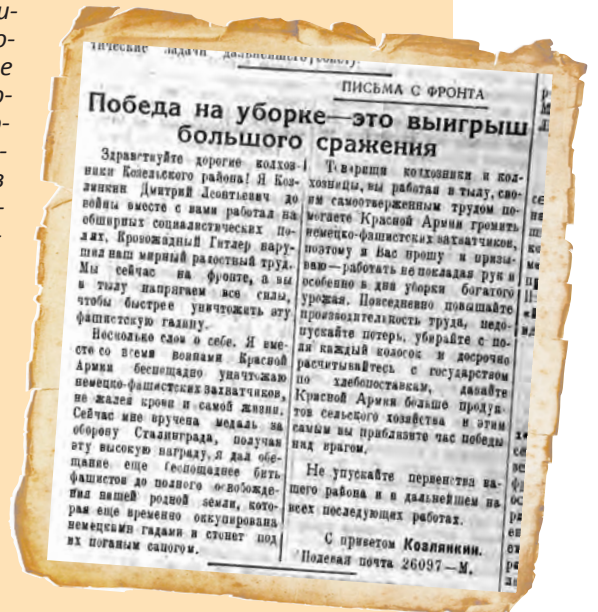 тические задачи дальнейшего
ПИСЬМА С ФРОНТА
Победа на уборке—это выигрыш
большого сражения
Здравствуйте дорогие колхоз-
ники Козельского района! Я Коз-
лянкин Дмитрий Леонтьевич до
войны вместе с вами работал на
обширных социалистических по-
лях. Кровожадный Гитлер нару-
шил наш мирный радостный труд.
Мы сейчас на фронте, а вы
в тылу напрягаем все силы,
чтобы быстрее уничтожить эту
фашистскую гадину.
Несколько слов о себе. Я вме-
сте со всеми воинами Красной
Армии беспощадно уничтожаю
немецко-фашистских захватчиков,
не жалея крови и самой жизни.
Сейчас мне вручена медаль за
оборону Сталинграда, получая
эту высокую награду, я дал обе-
щание еще беспощаднее бить
фашистов до полного освобожде-
ния нашей родной земли, кото-
рая еще временно оккупирована
немецкими гадами и стонет под
их поганым сапогом.
Товарищи колхозники и кол-
хозницы, вы работая в тылу, сво-
им самоотверженным трудом по-
могаете Красной Армии громить
немецко-фашистских захватчиков,
поэтому я Вас прошу и призы-
ваю—работать не покладая рук и
особенно в дни уборки богатого
урожая. Повседневно повышайте
производительность труда, недо-
пускайте потерь, убирайте с по-
ля каждый колосок и досрочно
расчитывайтесь с государством
по хлебопоставкам, давайте
Красной Армии больше продук-
тов сельского хозяйства и этим
самым вы приблизите час победы
над врагом.
Не упускайте первенства ва-
шего района и в дальнейшем на
всех последующих работах.
С приветом Козлянкин.
Полевая почта 26097—М.